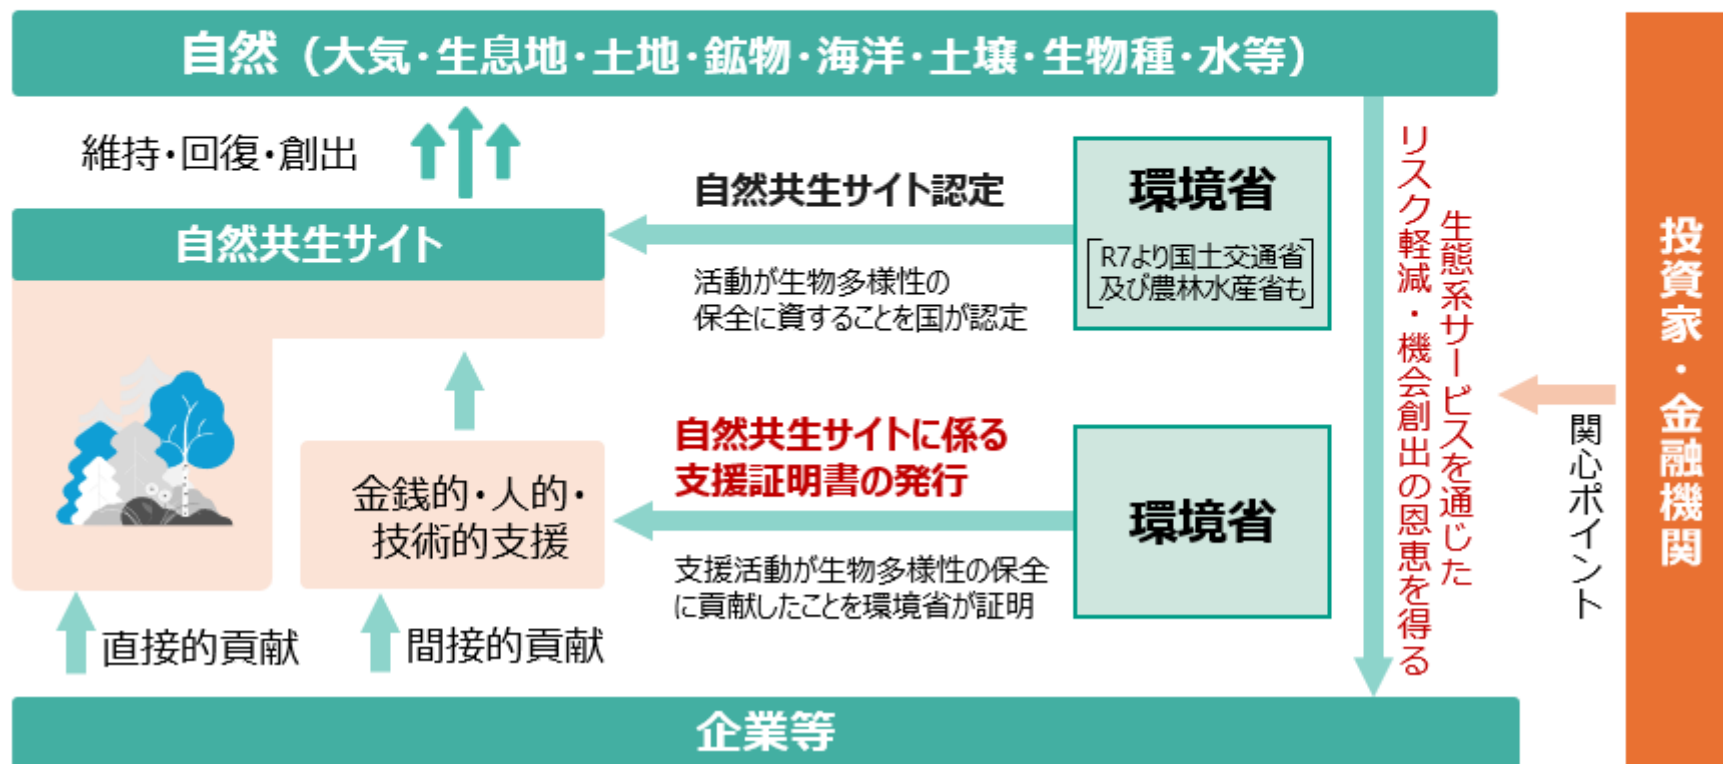 自然（大気・生息地・土地・鉱物・海洋・土壌・生物種・水等）
維持・回復・創出
自然共生サイト
自然共生サイト認定
活動が生物多様性の
保全に資することを国が認定
環境省
R7より国土交通省
及び農林水産省も
金銭的・人的・
技術的支援
自然共生サイトに係る
支援証明書の発行
支援活動が生物多様性の保全
に貢献したことを環境省が証明
環境省
直接的貢献
間接的貢献
企業等
生態系サービスを通じた
リスク軽減・機会創出の恩恵を得る
関心ポイント
投資家・金融機関